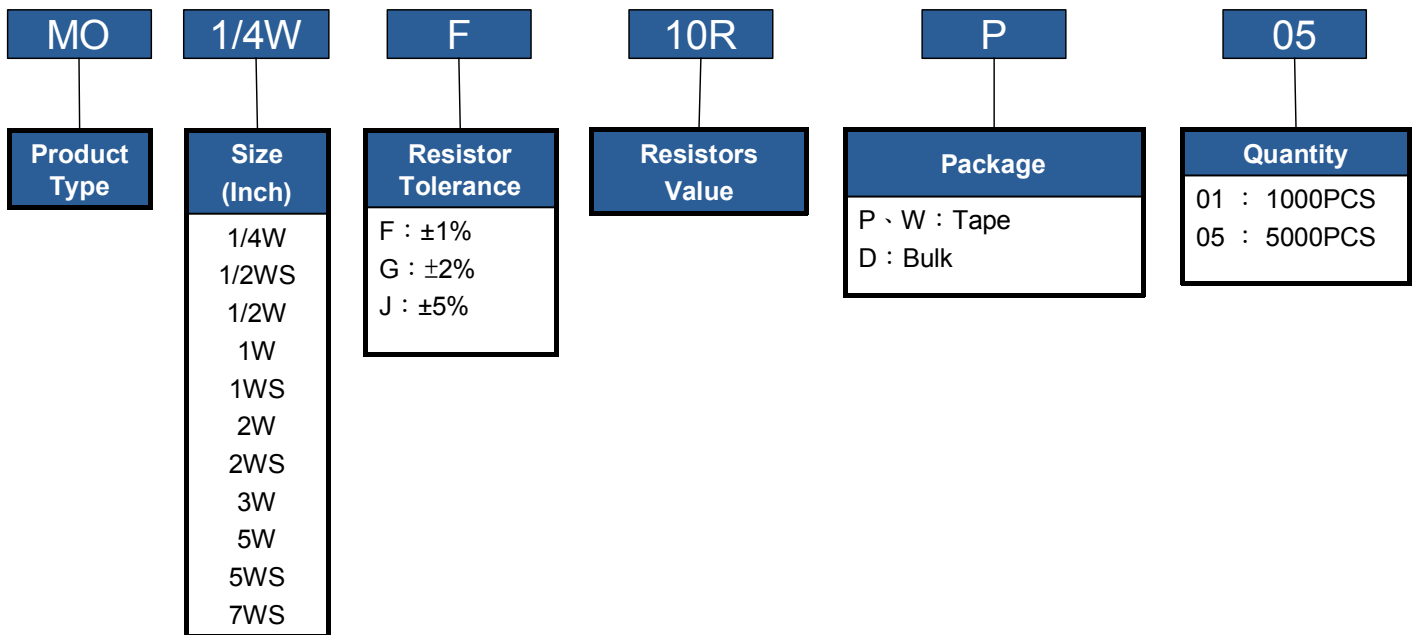 MO 1/4W F 10R P 05
Product
Type
Size
(Inch)
1/4W
1/2WS
1/2W
1W
1WS
2W
2WS
3W
5W
5WS
7WS
Resistor
Tolerance
F：±1%
G：±2%
J：±5%
Resistors
Value
Package
P、W：Tape
D：Bulk
Quantity
01 ： 1000PCS
05 ： 5000PCS